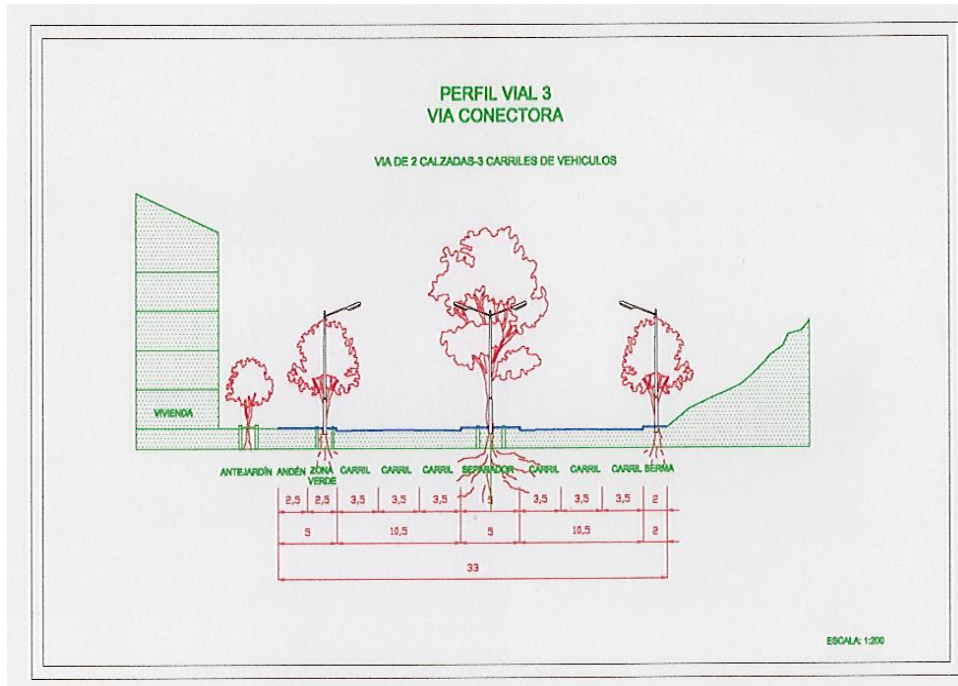 PERFIL VIAL 3
VIA CONECTORA
VIA DE 2 CALZADAS-3 CARRILES DE VEHICULOS
VIVIENDA
ANTEJARDÍN ANDÉN ZONA VERDE CARRIL CARRIL CARRIL SEPARADOR CARRIL CARRIL CARRIL BERMA
2,5 2,5 3,5 3,5 3,5 5 3,5 3,5 3,5 2
5 10,5 5 10,5 2
33
ESCALA: 1:200